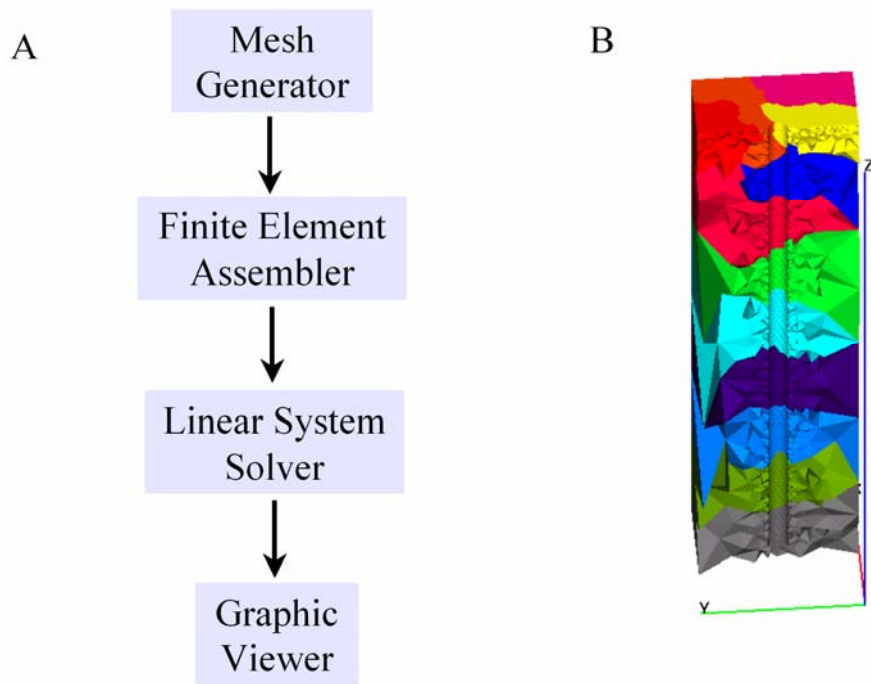 A
Mesh
Generator
Finite Element
Assembler
Linear System
Solver
Graphic
Viewer
B
Z
x
Y